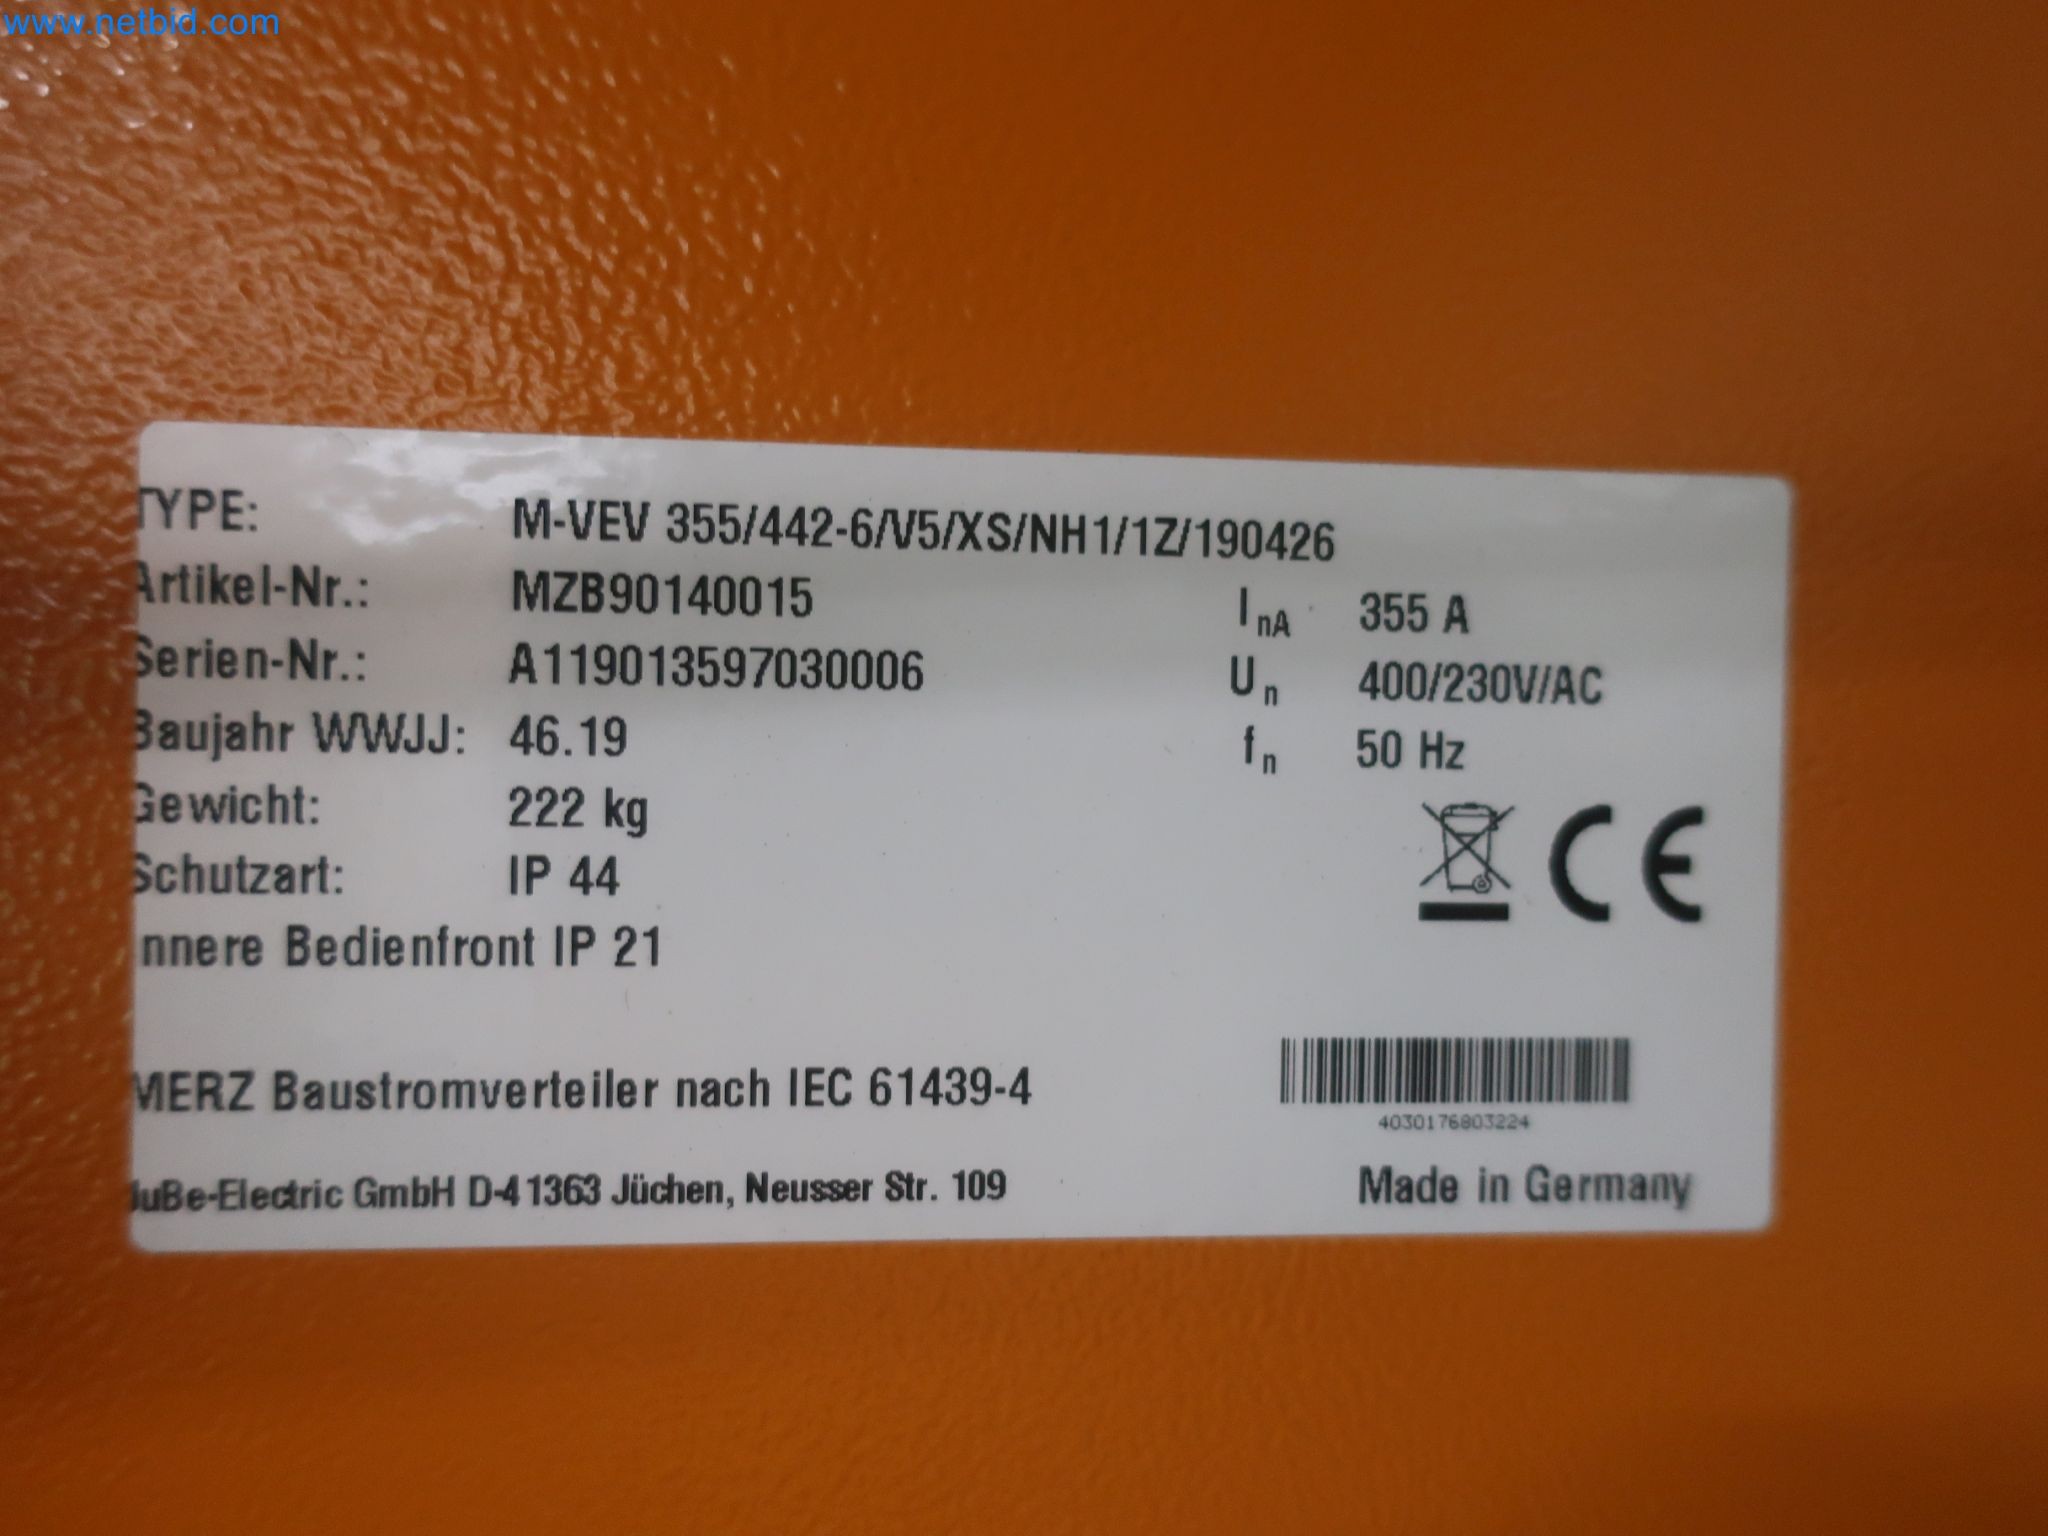 www.netbid.com
TYPE: M-VEV 355/442-6/V5/XS/NH1/1Z/190426
Artikel-Nr.: MZB90140015 InA 355 A
Serien-Nr.: A119013597030006 Un 400/230V/AC
Baujahr WWJJ: 46.19 fn 50 Hz
Gewicht: 222 kg
Schutzart: IP 44
Innere Bedienfront IP 21
CE
MERZ Baustromverteiler nach IEC 61439-4
4030176803224
JuBe-Electric GmbH D-41363 Jüchen, Neusser Str. 109 Made in Germany